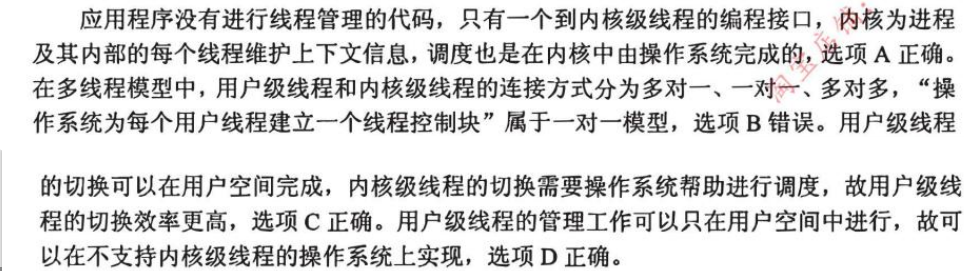 应用程序没有进行线程管理的代码，只有一个到内核级线程的编程接口，内核为进程
及其内部的每个线程维护上下文信息，调度也是在内核中由操作系统完成的，选项 A 正确。
在多线程模型中，用户级线程和内核级线程的连接方式分为多对一、一对一、多对多，“操
作系统为每个用户线程建立一个线程控制块”属于一对一模型，选项 B 错误。用户级线程
的切换可以在用户空间完成，内核级线程的切换需要操作系统帮助进行调度，故用户级线
程的切换效率更高，选项 C 正确。用户级线程的管理工作可以只在用户空间中进行，故可
以在不支持内核级线程的操作系统上实现，选项 D 正确。